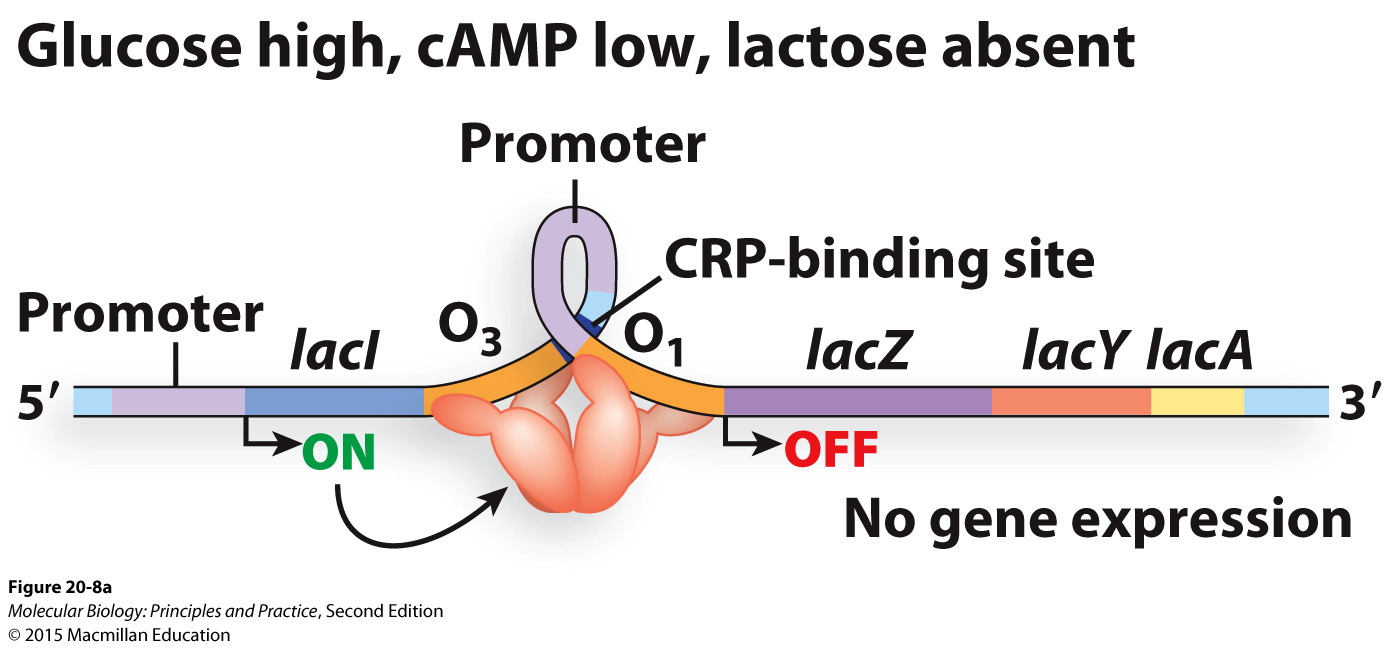 Glucose high, cAMP low, lactose absent
Promoter
CRP-binding site
Promoter
lacI
O₃
O₁
lacZ
lacY
lacA
5′
3′
ON
OFF
No gene expression
Figure 20-8a
Molecular Biology: Principles and Practice, Second Edition
© 2015 Macmillan Education